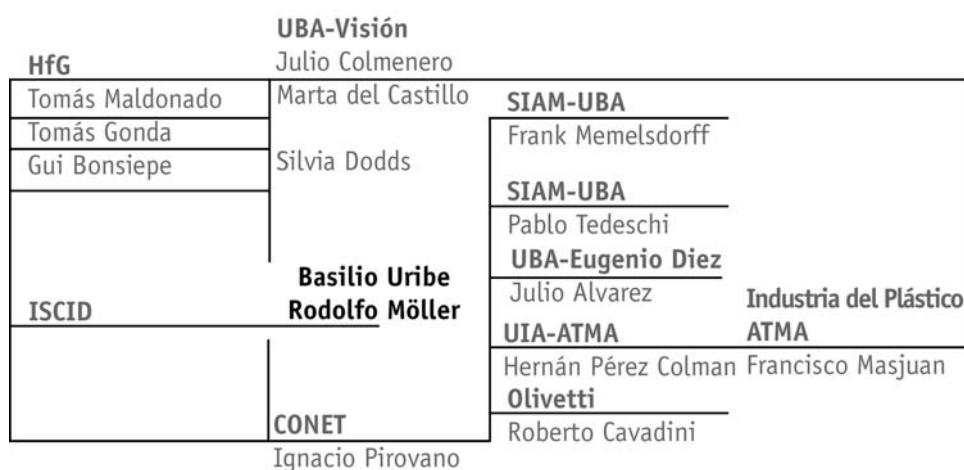 UBA-Visión
HfG
Julio Colmenero
Tomás Maldonado
Marta del Castillo
SIAM-UBA
Tomás Gonda
Frank Memelsdorff
Gui Bonsiepe
Silvia Dodds
SIAM-UBA
Pablo Tedeschi
UBA-Eugenio Diez
Basilio Uribe
Julio Alvarez
Industria del Plástico
ISCID
Rodolfo Möller
UIA-ATMA
ATMA
Hernán Pérez Colman
Francisco Masjuan
Olivetti
CONET
Roberto Cavadini
Ignacio Pirovano